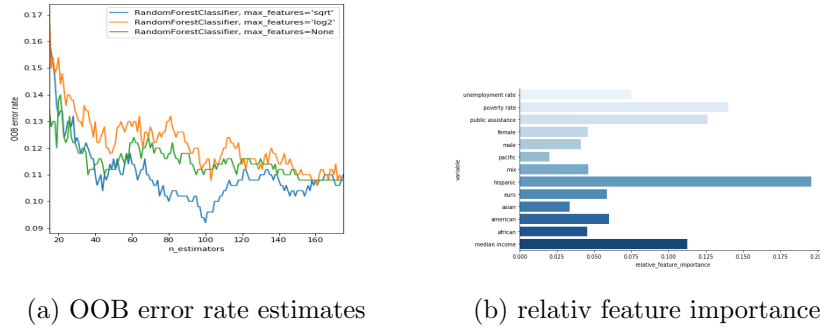 RandomForestClassifier, max_features='sqrt'
RandomForestClassifier, max_features='log2'
RandomForestClassifier, max_features=None
0.17
0.16
0.15
0.14
0.13
0.12
0.11
0.10
0.09
OOB error rate
20 40 60 80 100 120 140 160
n_estimators
(a) OOB error rate estimates
unemployment rate
poverty rate
public assistance
female
male
pacific
mix
hispanic
euro
asian
american
african
median income
variable
0.000 0.025 0.050 0.075 0.100 0.125 0.150 0.175 0.200
relative_feature_importance
(b) relativ feature importance